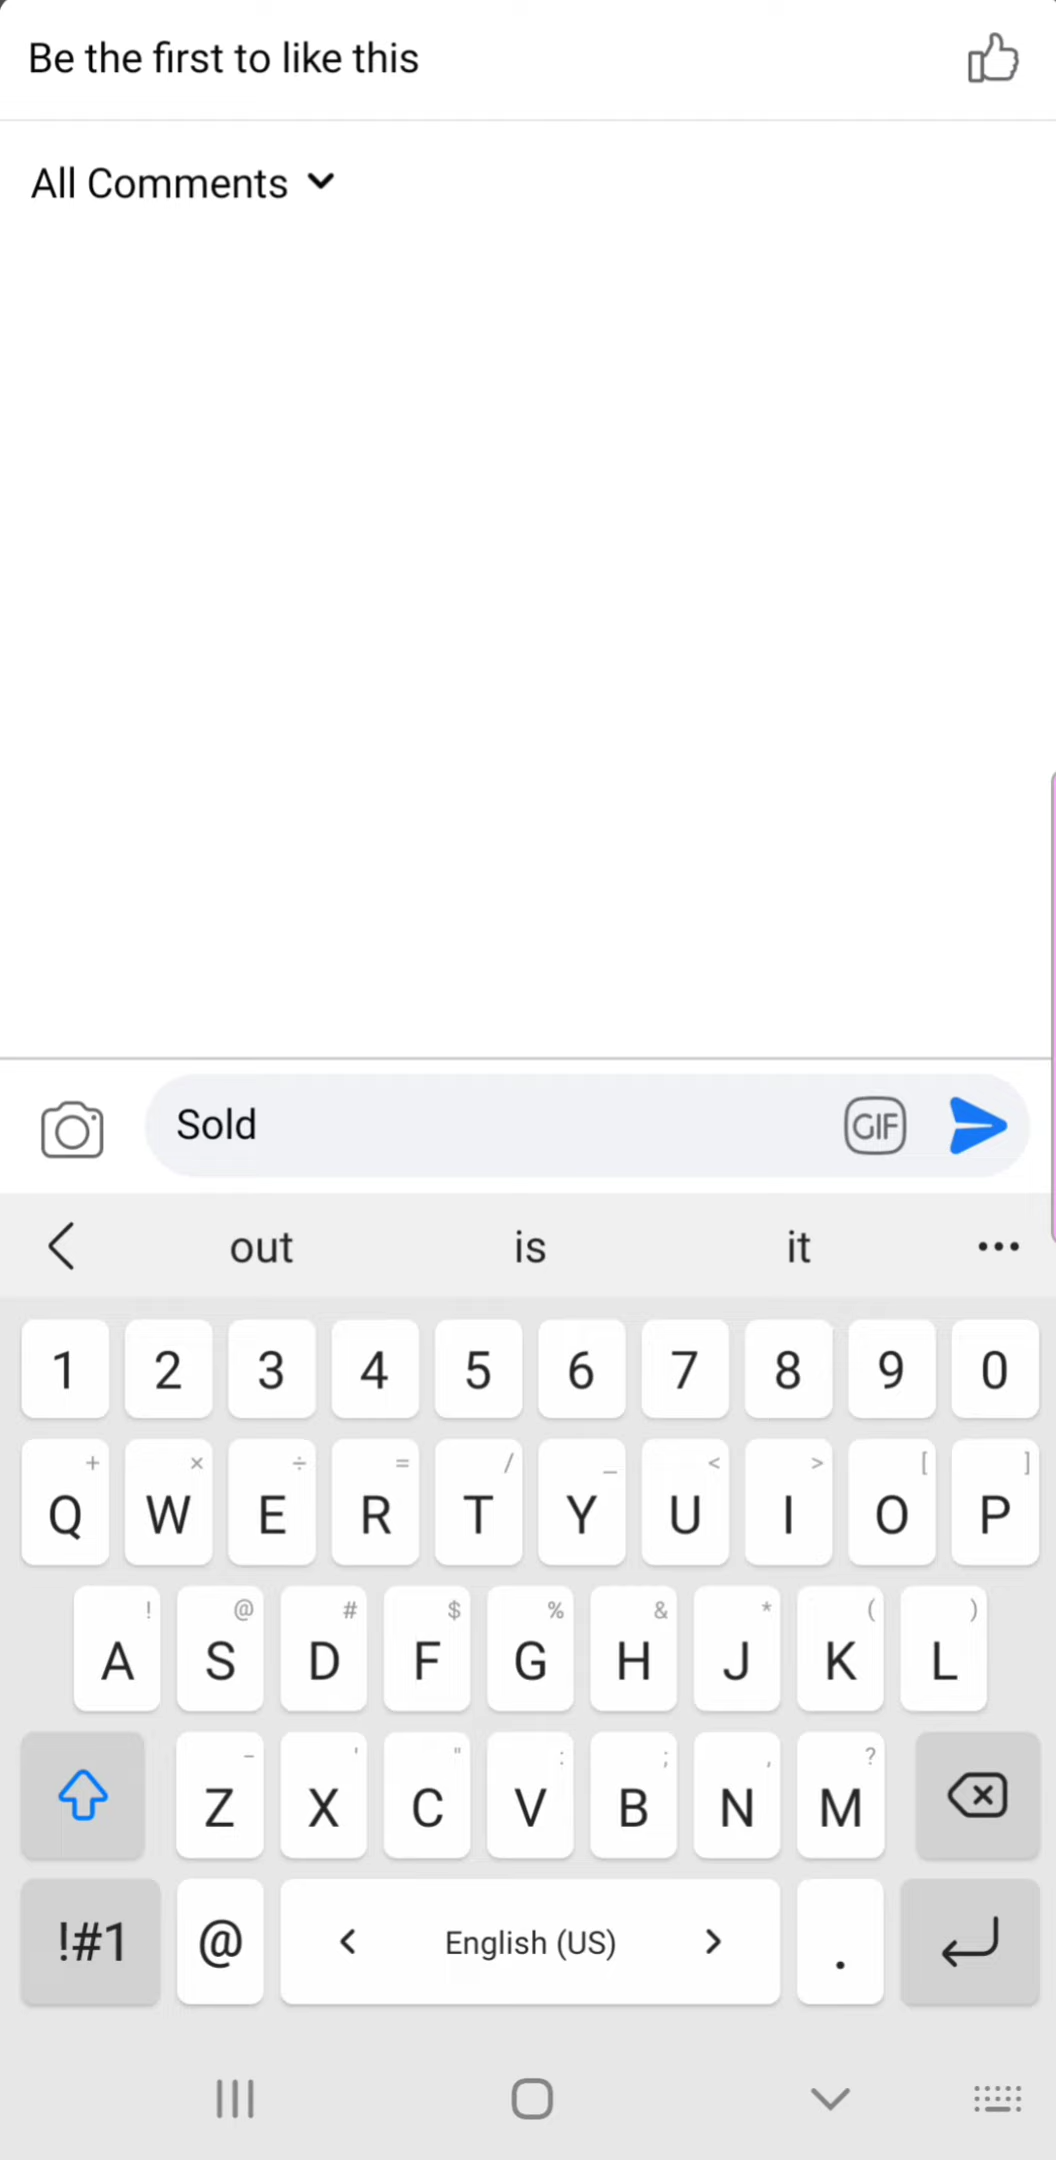 Be the first to like this
All Comments
Sold
GIF
out is it
1 2 3 4 5 6 7 8 9 0
+ × ÷ = / _ < > [ ]
Q W E R T Y U I O P
! @ # $ % & * ( )
A S D F G H J K L
- ' " : ; , ?
Z X C V B N M
!#1 @ < English (US) > .